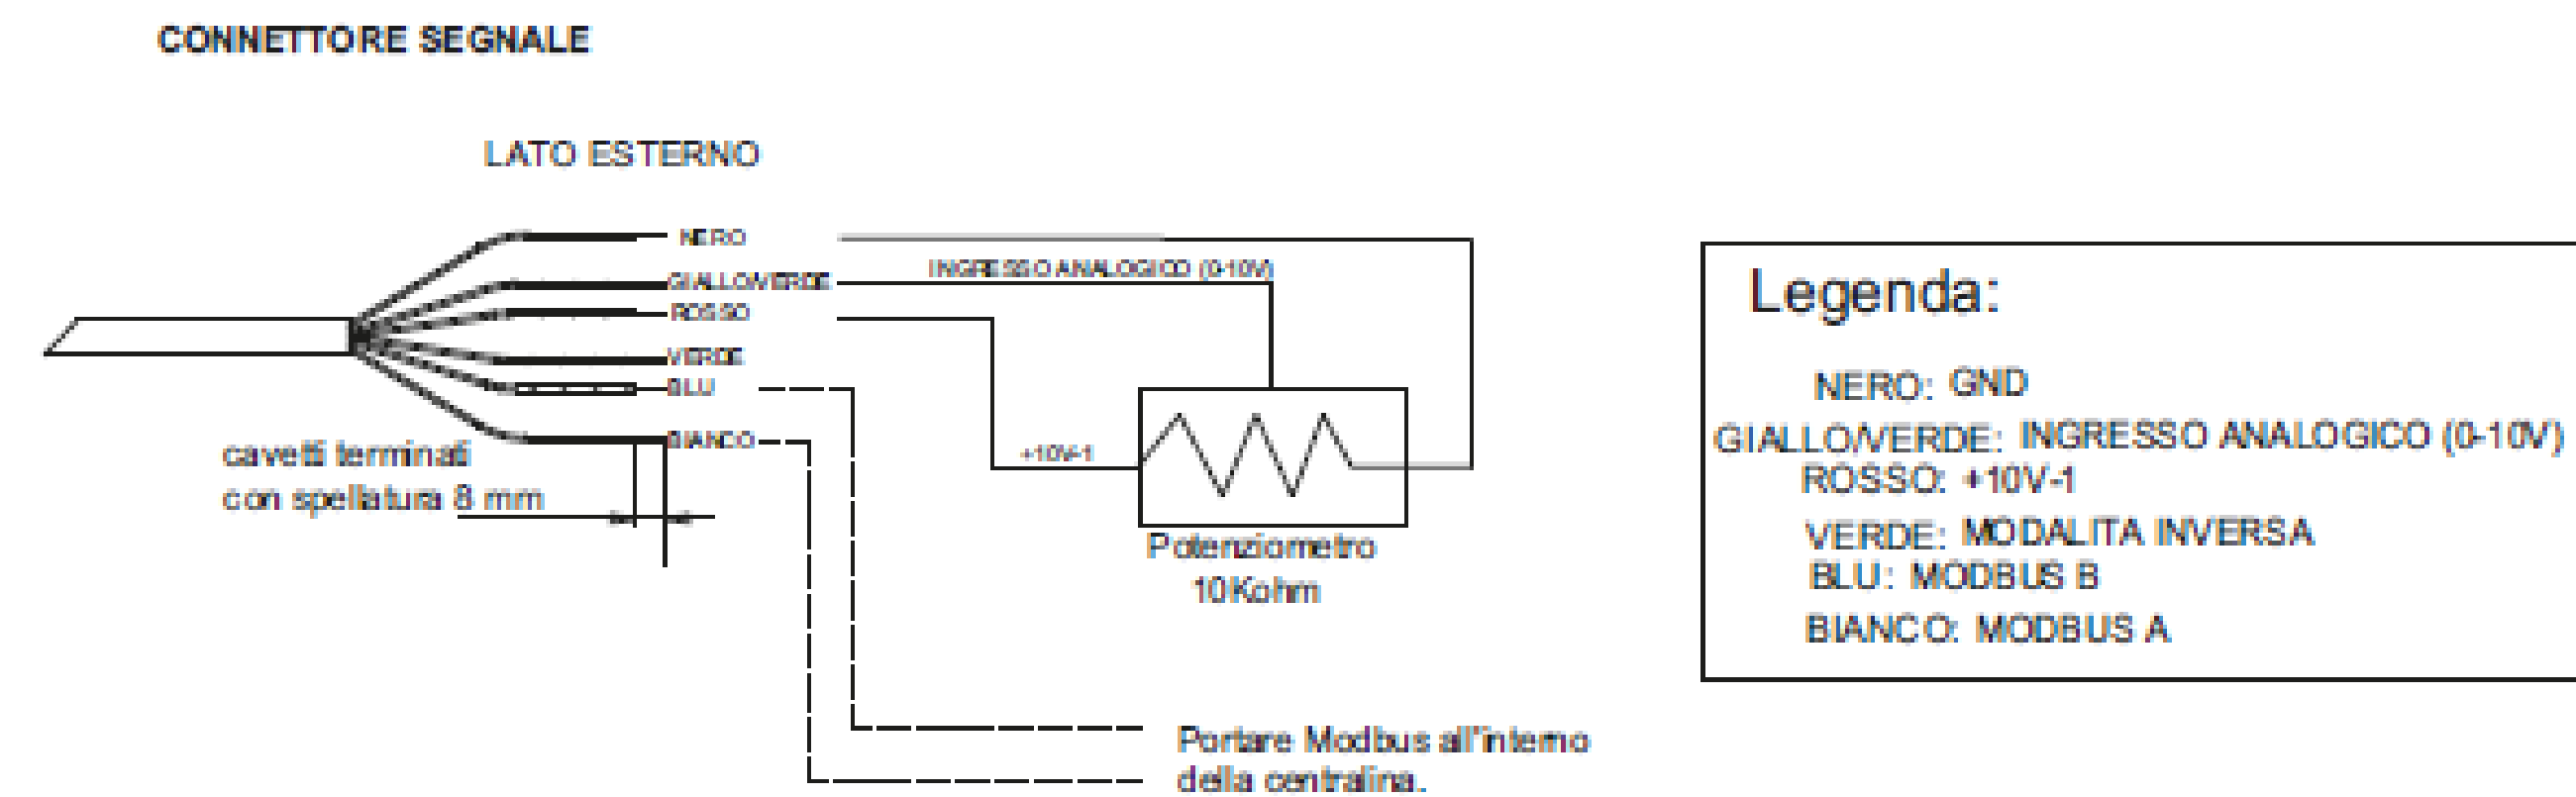 CONNETTORE SEGNALE
LATO ESTERNO
NERO
INGRESSO ANALOGICO (0-10V)
GIALLO/VERDE
ROSSO
VERDE
BLU
BIANCO
cavetti terminati
con spellatura 8 mm
+10V-1
Potenziometro
10Kohm
Portare Modbus all'interno
della centralina.
Legenda:
NERO: GND
GIALLO/VERDE: INGRESSO ANALOGICO (0-10V)
ROSSO: +10V-1
VERDE: MODALITA INVERSA
BLU: MODBUS B
BIANCO: MODBUS A